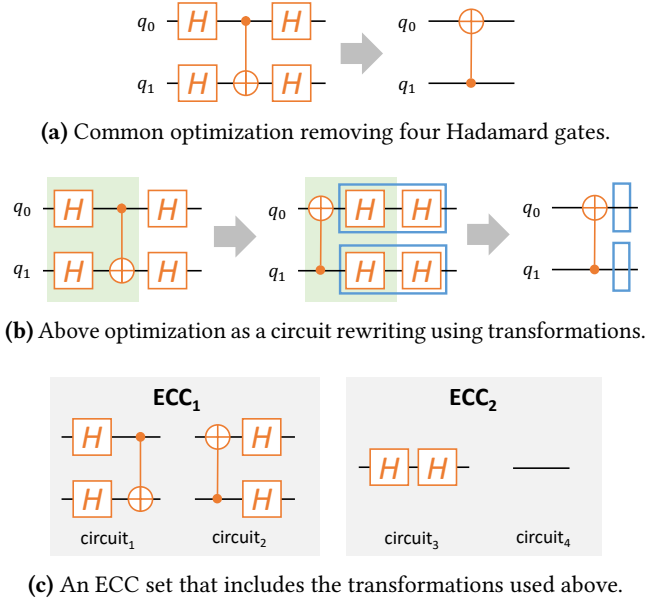 q0 H H q0
q1 H H q1
(a) Common optimization removing four Hadamard gates.
q0 H H q0 H H q0
q1 H H q1 H H q1
(b) Above optimization as a circuit rewriting using transformations.
ECC1 ECC2
H H
H H
H H
circuit1 circuit2 circuit3 circuit4
(c) An ECC set that includes the transformations used above.